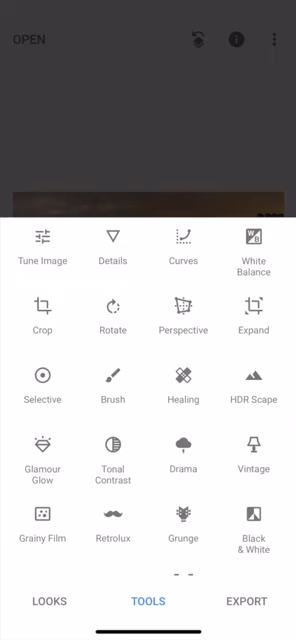 OPEN
Tune Image Details Curves White
Balance
Crop Rotate Perspective Expand
Selective Brush Healing HDR Scape
Glamour
Glow Tonal
Contrast Drama Vintage
Grainy Film Retrolux Grunge Black
& White
LOOKS TOOLS EXPORT